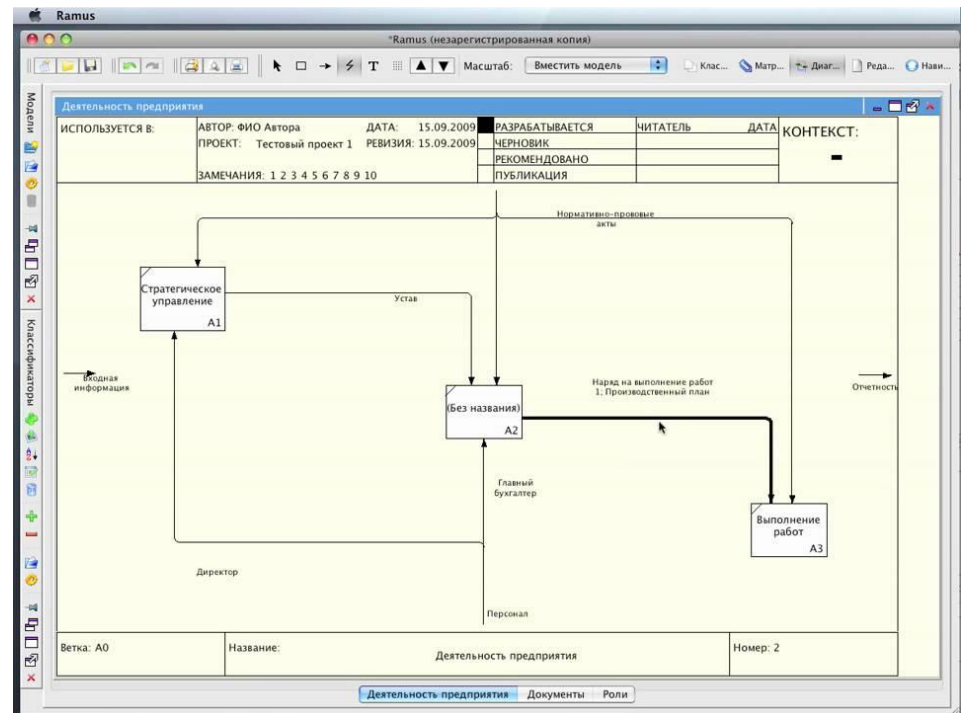 Ramus
*Ramus (незарегистрированная копия)
Масштаб: Вместить модель Клас... Матр... Диаг... Реда... Нави...
Модели
Классификаторы
Деятельность предприятия
ИСПОЛЬЗУЕТСЯ В:
АВТОР: ФИО Автора ДАТА: 15.09.2009
ПРОЕКТ: Тестовый проект 1 РЕВИЗИЯ: 15.09.2009
ЗАМЕЧАНИЯ: 1 2 3 4 5 6 7 8 9 10
РАЗРАБАТЫВАЕТСЯ
ЧЕРНОВИК
РЕКОМЕНДОВАНО
ПУБЛИКАЦИЯ
ЧИТАТЕЛЬ ДАТА
КОНТЕКСТ:
Нормативно-прововые
акты
Стратегическое
управление
A1
Устав
Входная
информация
Наряд на выполнение работ
1; Производственный план
Отчетность
(Без названия)
A2
Главный
бухгалтер
Выполнение
работ
A3
Директор
Персонал
Ветка: A0
Название:
Деятельность предприятия
Номер: 2
Деятельность предприятия Документы Роли